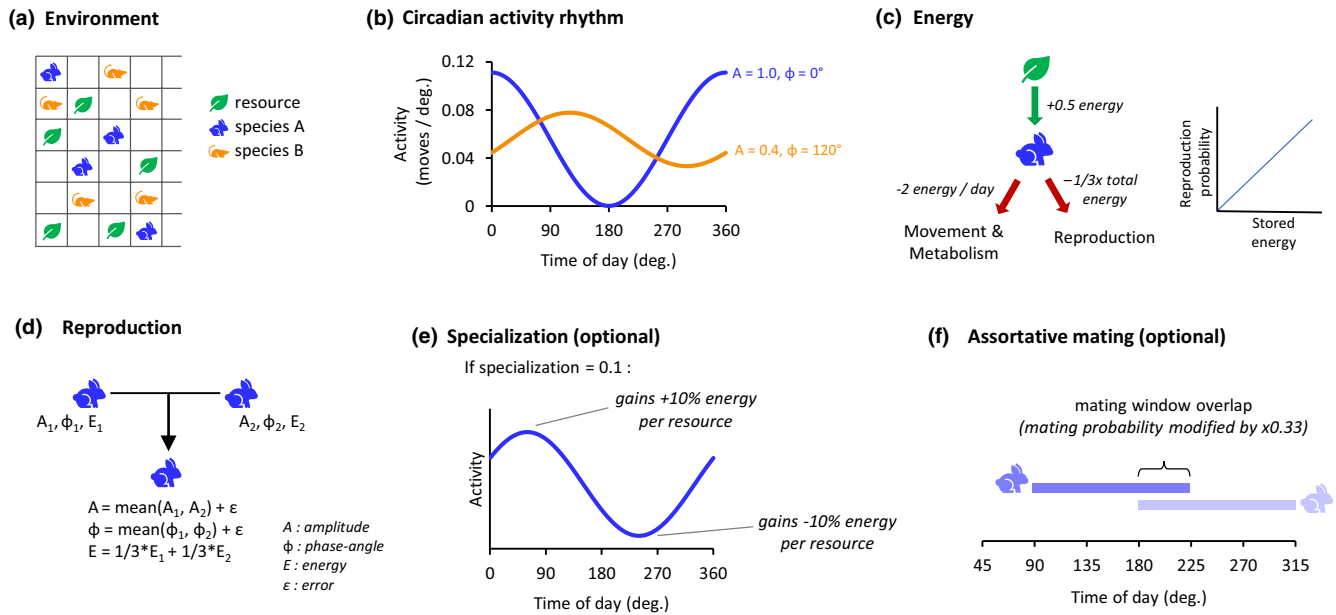 (a) Environment
resource
species A
species B
(b) Circadian activity rhythm
Activity
(moves / deg.)
0.12
0.08
0.04
0
0 90 180 270 360
Time of day (deg.)
A = 1.0, ϕ = 0°
A = 0.4, ϕ = 120°
(c) Energy
+0.5 energy
-2 energy / day
−1/3x total
energy
Movement &
Metabolism
Reproduction
Reproduction
probability
Stored
energy
(d) Reproduction
A₁, ϕ₁, E₁
A₂, ϕ₂, E₂
A = mean(A₁, A₂) + ε
ϕ = mean(ϕ₁, ϕ₂) + ε
E = 1/3*E₁ + 1/3*E₂
A : amplitude
ϕ : phase-angle
E : energy
ε : error
(e) Specialization (optional)
If specialization = 0.1 :
gains +10% energy
per resource
Activity
gains -10% energy
per resource
0 90 180 270 360
Time of day (deg.)
(f) Assortative mating (optional)
mating window overlap
(mating probability modified by x0.33)
45 90 135 180 225 270 315
Time of day (deg.)